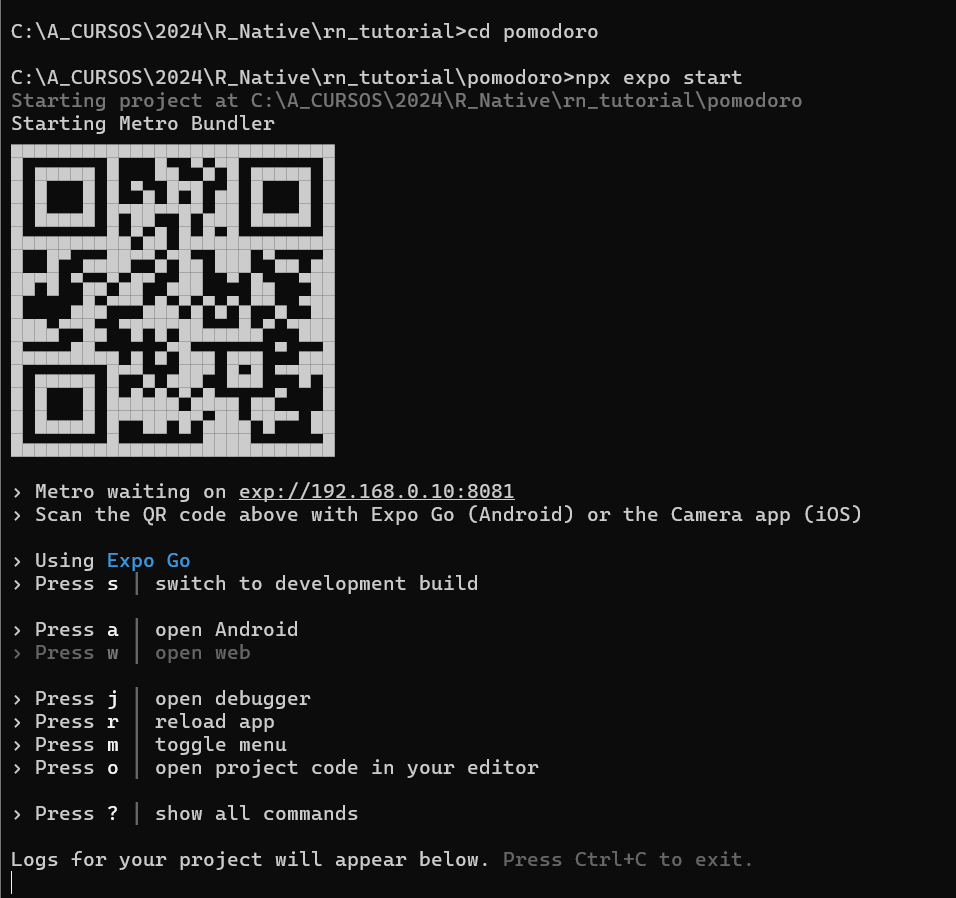 C:\A_CURSOS\2024\R_Native\rn_tutorial>cd pomodoro
C:\A_CURSOS\2024\R_Native\rn_tutorial\pomodoro>npx expo start
Starting project at C:\A_CURSOS\2024\R_Native\rn_tutorial\pomodoro
Starting Metro Bundler
› Metro waiting on exp://192.168.0.10:8081
› Scan the QR code above with Expo Go (Android) or the Camera app (iOS)
› Using Expo Go
› Press s │ switch to development build
› Press a │ open Android
› Press w │ open web
› Press j │ open debugger
› Press r │ reload app
› Press m │ toggle menu
› Press o │ open project code in your editor
› Press ? │ show all commands
Logs for your project will appear below. Press Ctrl+C to exit.